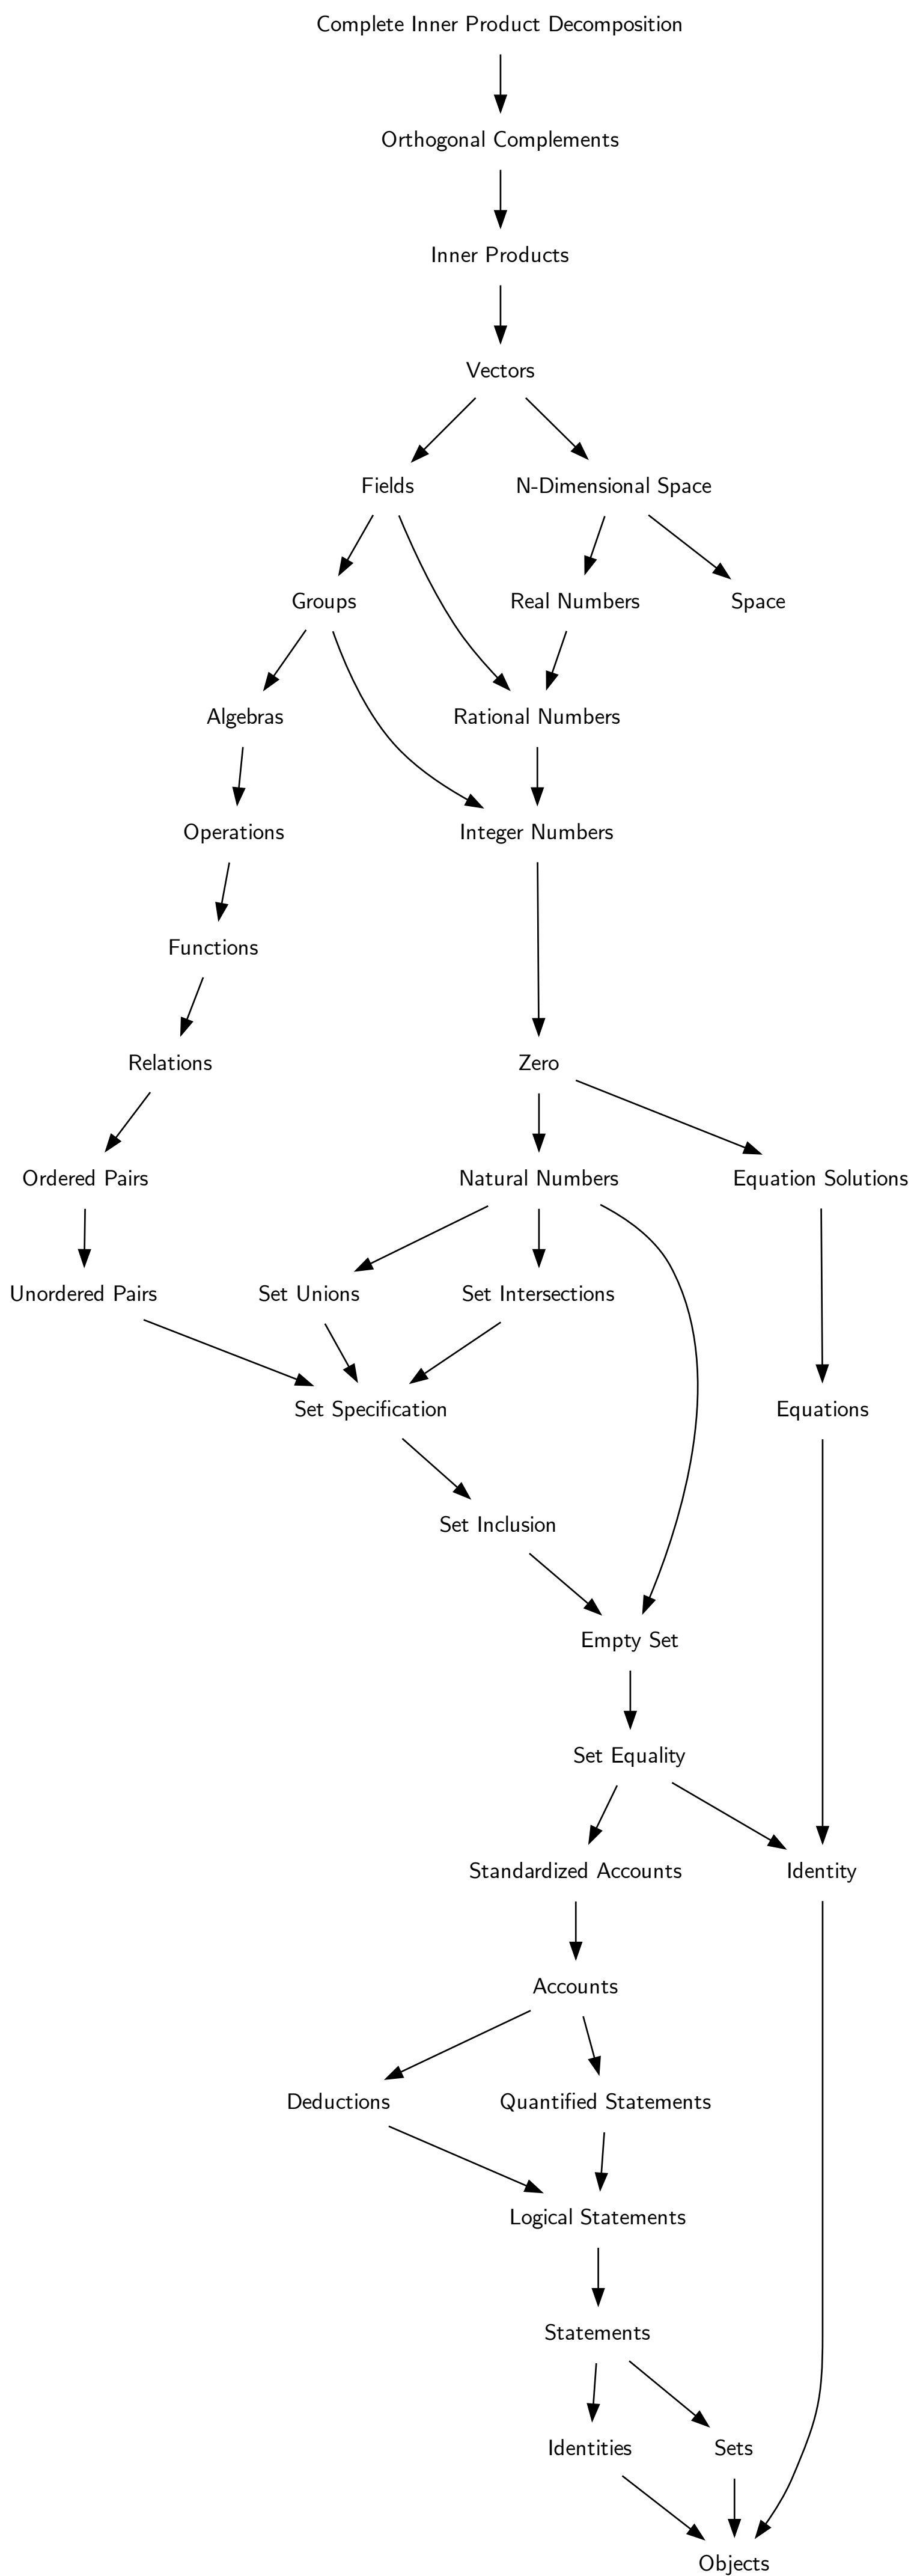 Complete Inner Product Decomposition
Orthogonal Complements
Inner Products
Vectors
Fields
N-Dimensional Space
Groups
Real Numbers
Space
Algebras
Rational Numbers
Operations
Integer Numbers
Functions
Relations
Zero
Ordered Pairs
Natural Numbers
Equation Solutions
Unordered Pairs
Set Unions
Set Intersections
Set Specification
Equations
Set Inclusion
Empty Set
Set Equality
Standardized Accounts
Identity
Accounts
Deductions
Quantified Statements
Logical Statements
Statements
Identities
Sets
Objects